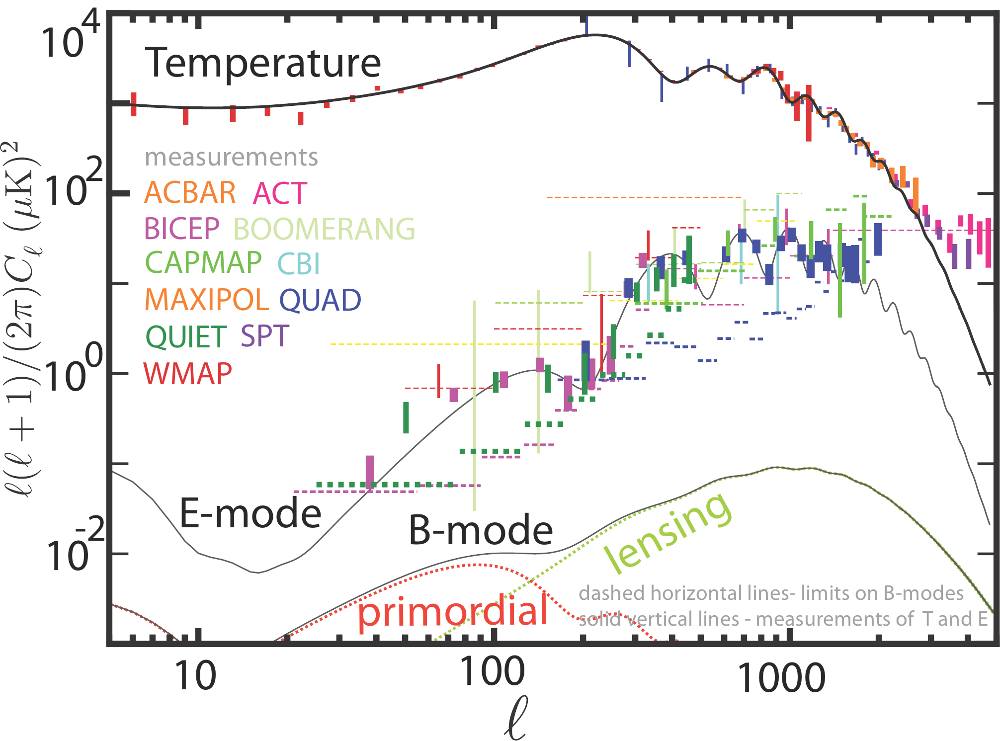 10^4
Temperature
measurements
10^2
ACBAR ACT
BICEP BOOMERANG
CAPMAP CBI
MAXIPOL QUAD
QUIET SPT
10^0
WMAP
ℓ(ℓ + 1)/(2π)C_ℓ (μK)^2
E-mode
B-mode
lensing
10^-2
primordial
dashed horizontal lines- limits on B-modes
solid vertical lines - measurements of T and E
10 100 1000
ℓ